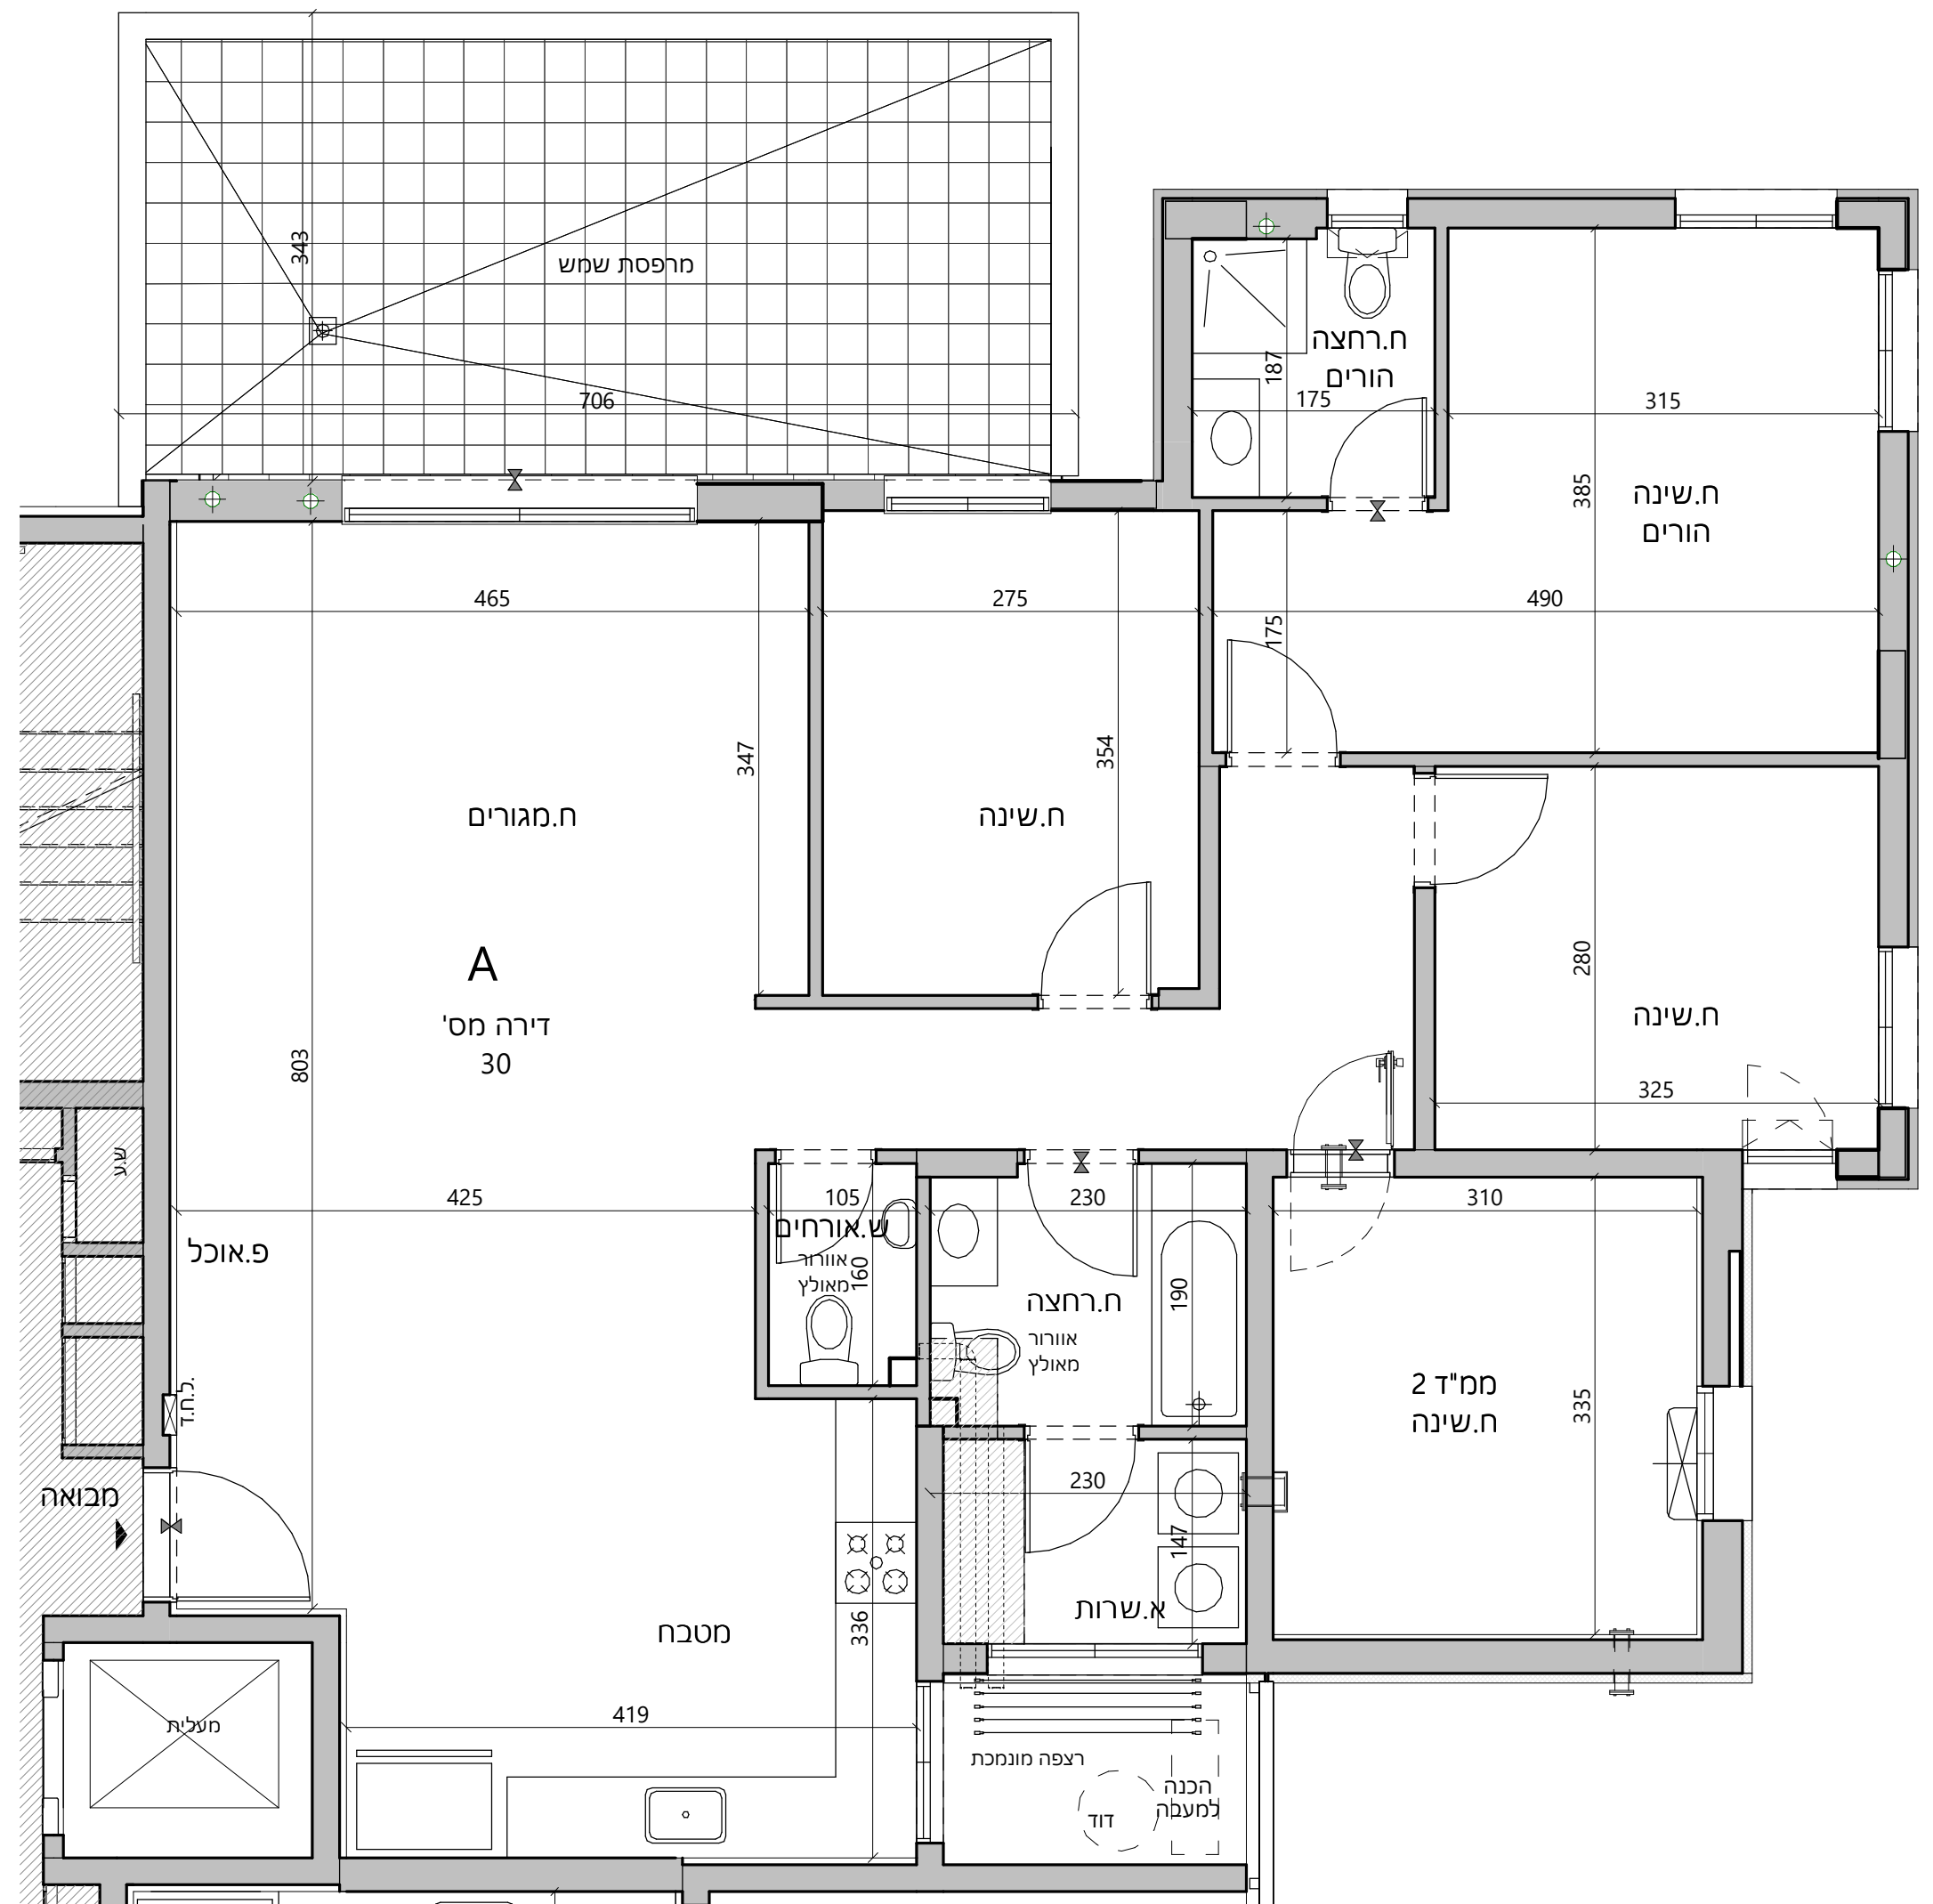 343
מרפסת שמש
706
ח.רחצה
הורים
187
175
315
385
ח.שינה
הורים
465
275
490
175
347
354
ח.מגורים
ח.שינה
A
דירה מס'
30
803
280
ח.שינה
325
ש.ע
425
105
230
310
ש.אורחים
אוורור
מאולץ
160
פ.אוכל
190
ח.רחצה
אוורור
מאולץ
ל.ח.ד.
ממ"ד 2
ח.שינה
335
מבואה
230
147
א.שרות
מטבח
336
419
מעלית
רצפה מונמכת
הכנה
למעבה
דוד